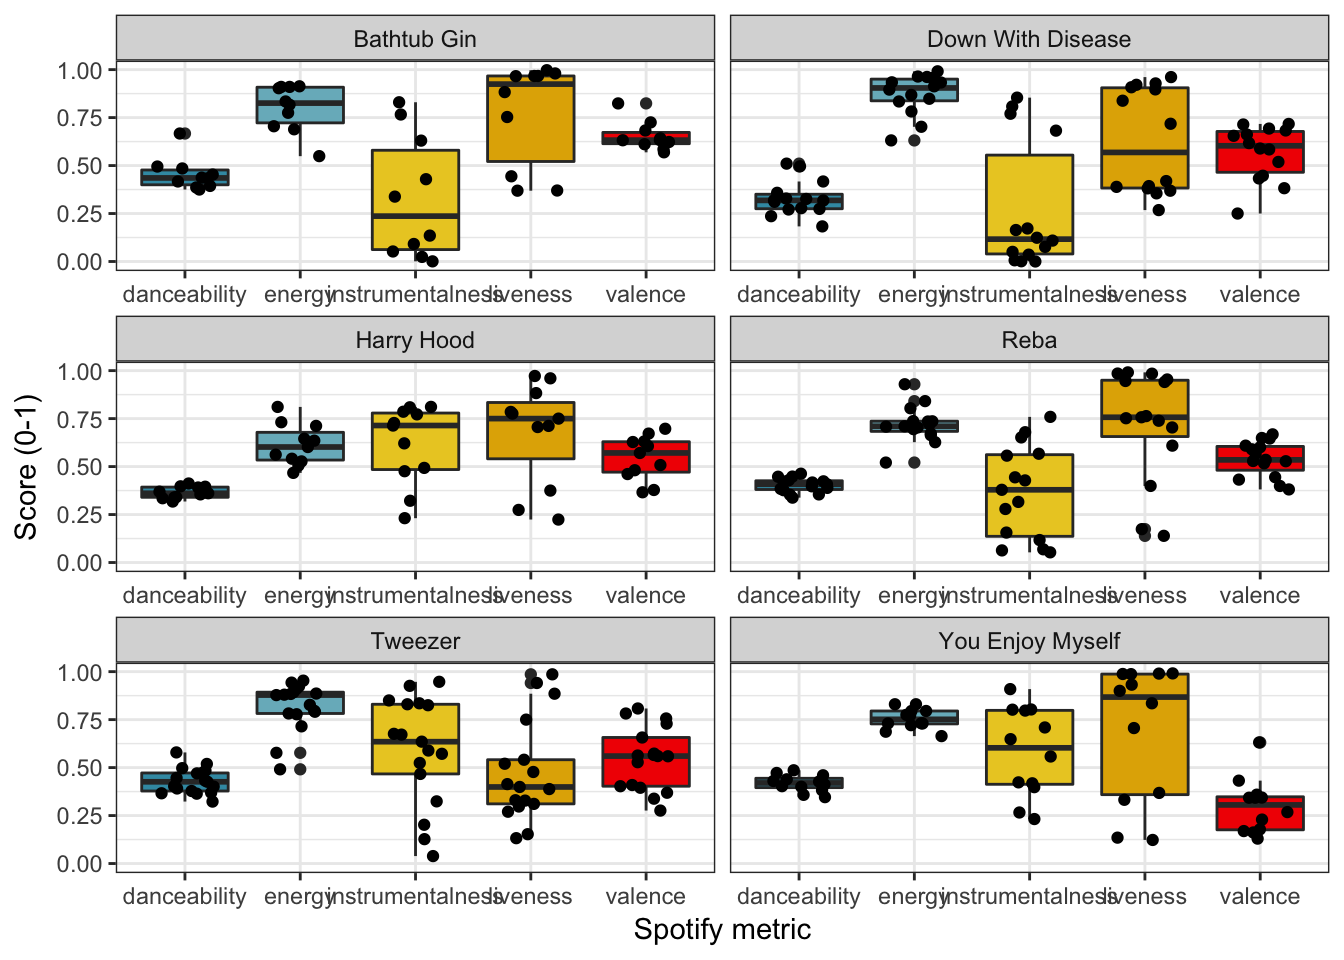 Bathtub Gin
Down With Disease
1.00
0.75
0.50
0.25
0.00
danceability energy instrumentalness liveness valence
danceability energy instrumentalness liveness valence
Harry Hood
Reba
1.00
0.75
0.50
0.25
0.00
danceability energy instrumentalness liveness valence
danceability energy instrumentalness liveness valence
Score (0-1)
Tweezer
You Enjoy Myself
1.00
0.75
0.50
0.25
0.00
danceability energy instrumentalness liveness valence
danceability energy instrumentalness liveness valence
Spotify metric